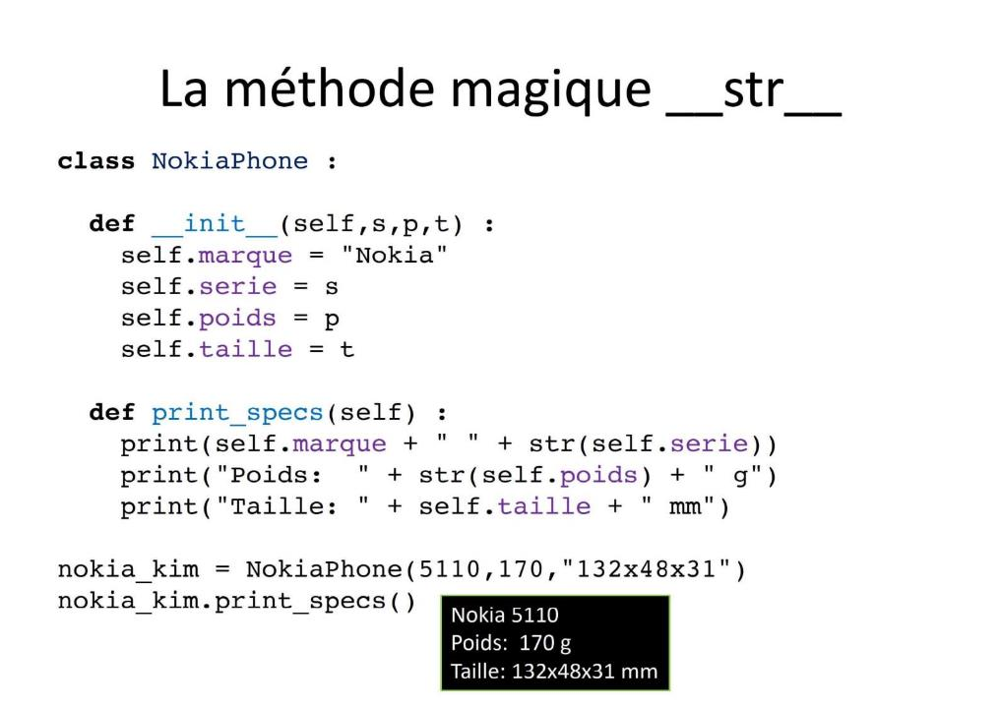 La méthode magique __str__
class NokiaPhone :
def __init__(self,s,p,t) :
self.marque = "Nokia"
self.serie = s
self.poids = p
self.taille = t
def print_specs(self) :
print(self.marque + " " + str(self.serie))
print("Poids:  " + str(self.poids) + " g")
print("Taille: " + self.taille + " mm")
nokia_kim = NokiaPhone(5110,170,"132x48x31")
nokia_kim.print_specs()
Nokia 5110
Poids:  170 g
Taille: 132x48x31 mm